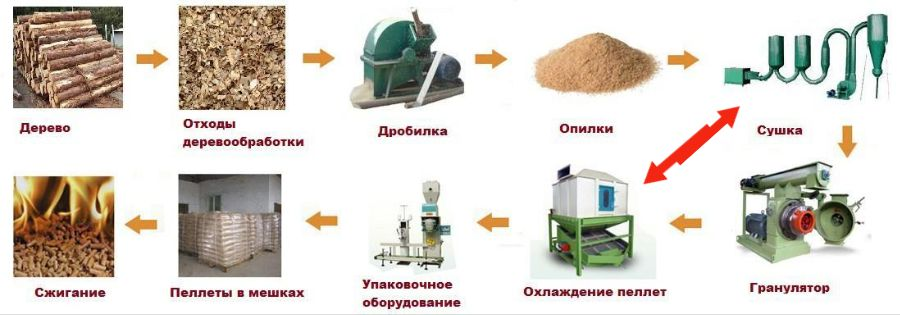 Дерево
Отходы
деревообработки
Дробилка
Опилки
Сушка
Сжигание
Пеллеты в мешках
Упаковочное
оборудование
Охлаждение пеллет
Гранулятор